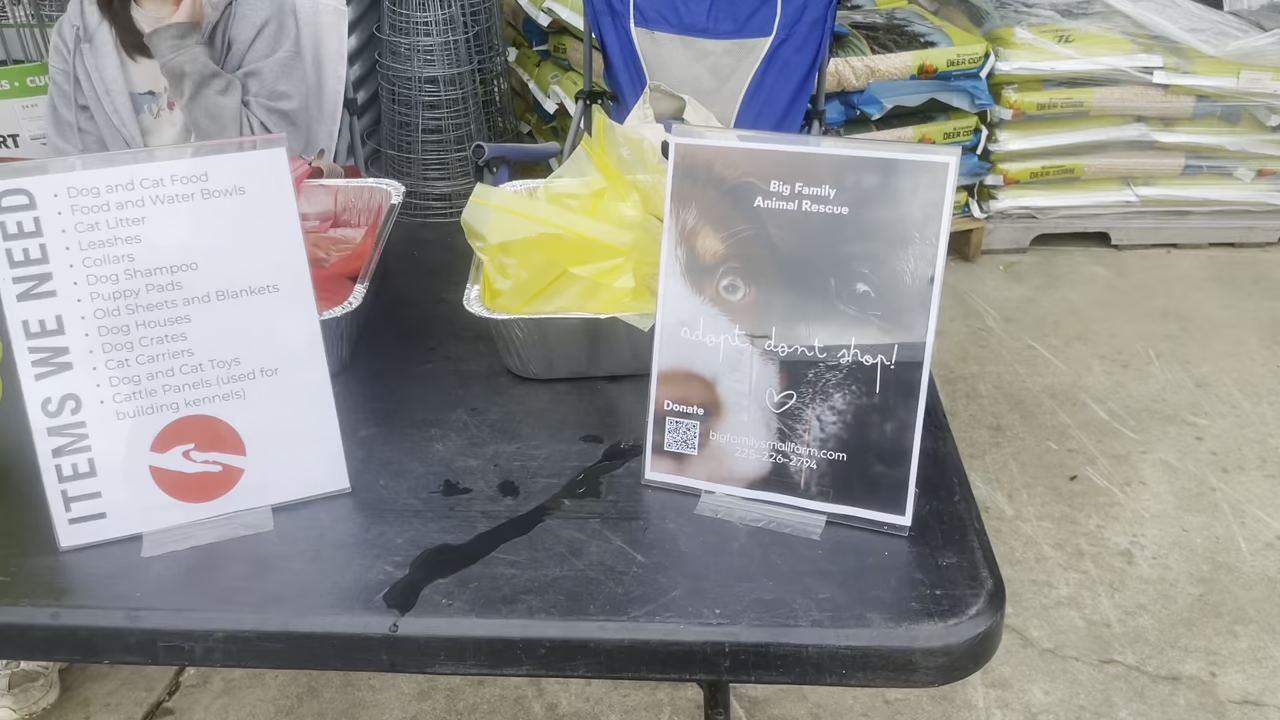 ITEMS WE NEED
• Dog and Cat Food
• Food and Water Bowls
• Cat Litter
• Leashes
• Collars
• Dog Shampoo
• Puppy Pads
• Old Sheets and Blankets
• Dog Houses
• Dog Crates
• Cat Carriers
• Dog and Cat Toys
• Cattle Panels (used for
building kennels)
Big Family
Animal Rescue
adopt, dont shop!
Donate
bigfamilysmallfarm.com
225-226-2794
DEER CORN
DEER CORN